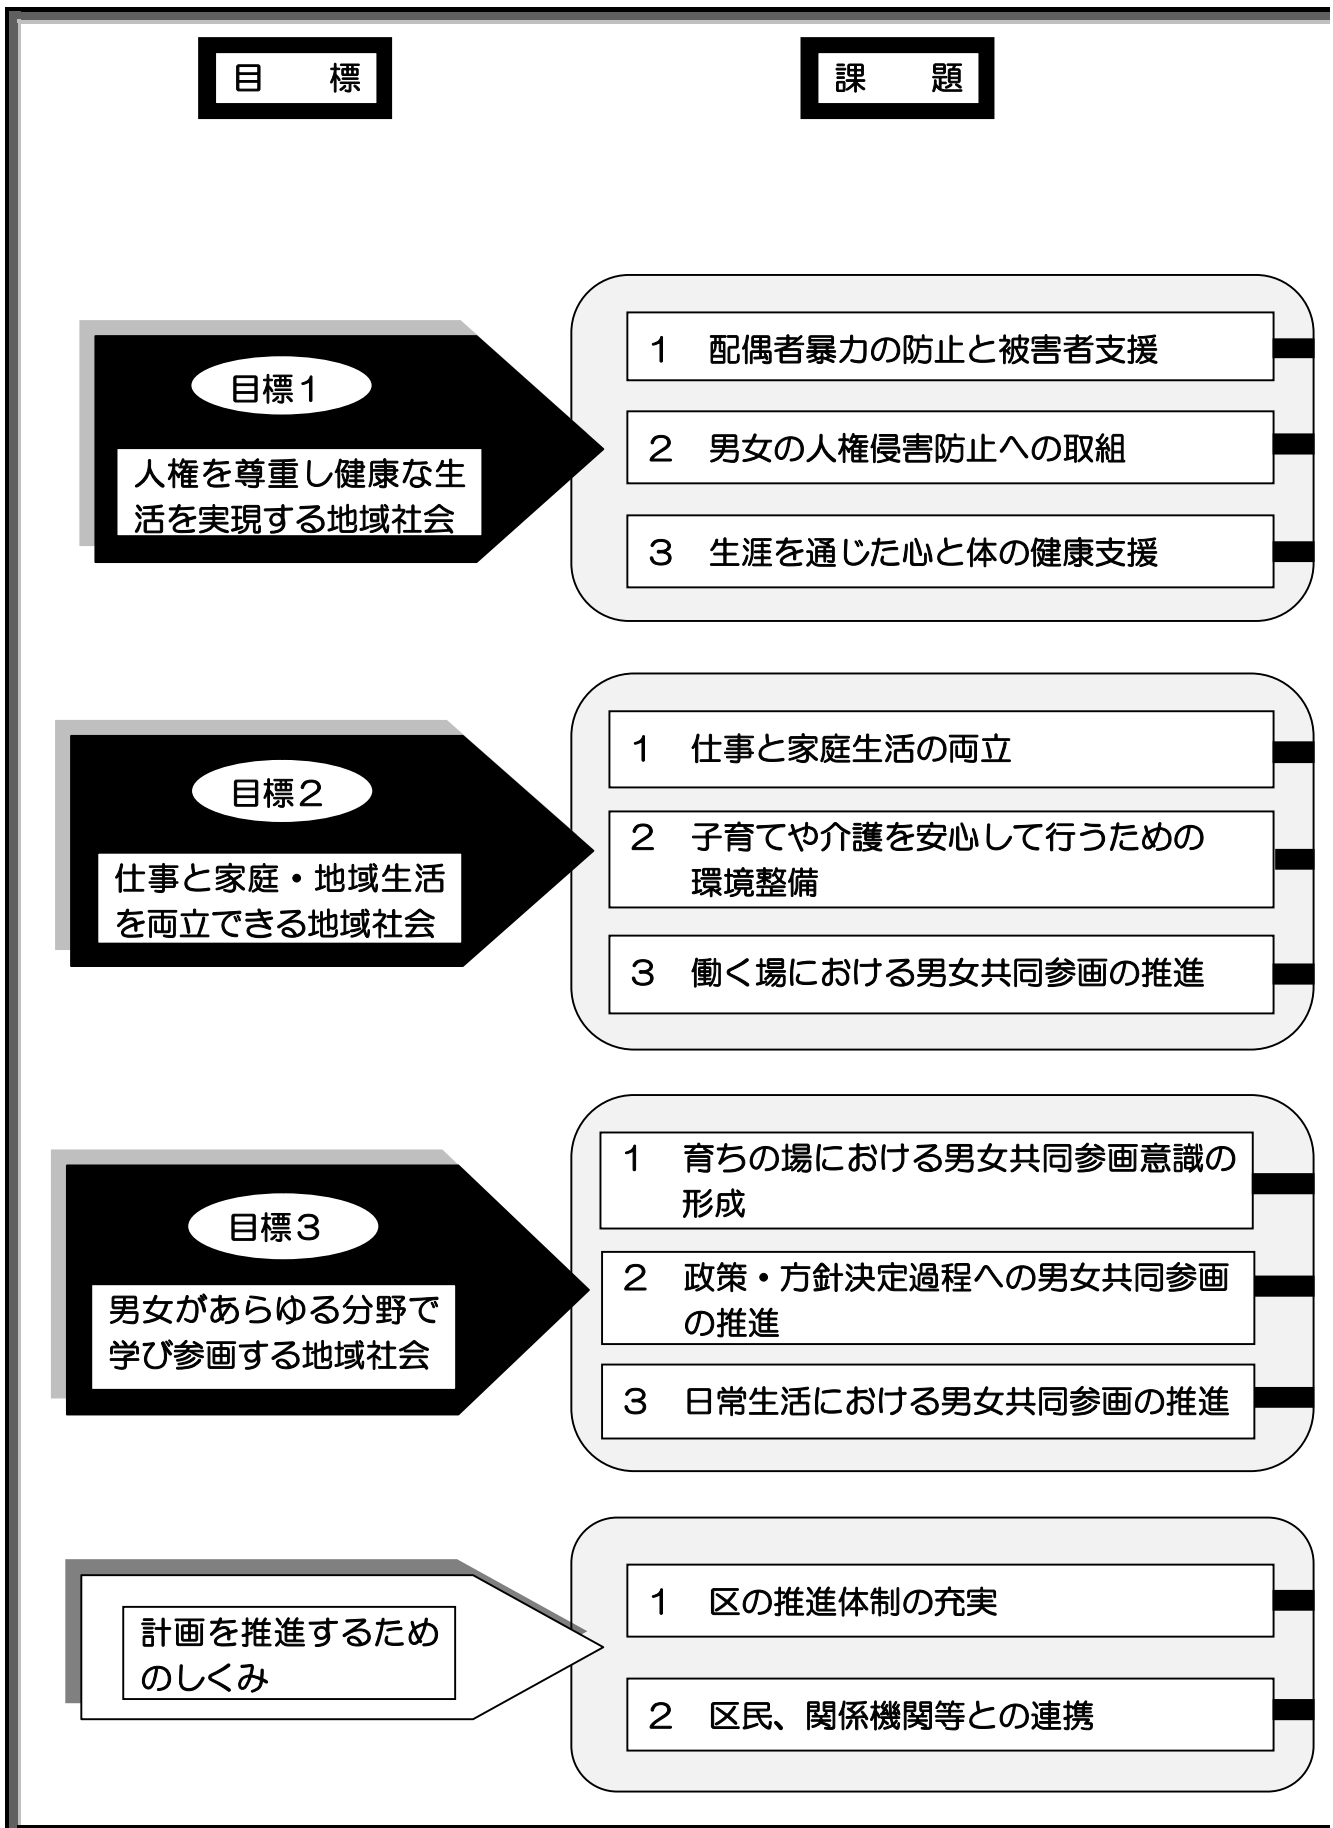 目　標
課　題
目標１
人権を尊重し健康な生
活を実現する地域社会
１　配偶者暴力の防止と被害者支援
２　男女の人権侵害防止への取組
３　生涯を通じた心と体の健康支援
目標２
仕事と家庭・地域生活
を両立できる地域社会
１　仕事と家庭生活の両立
２　子育てや介護を安心して行うための
環境整備
３　働く場における男女共同参画の推進
目標３
男女があらゆる分野で
学び参画する地域社会
１　育ちの場における男女共同参画意識の
形成
２　政策・方針決定過程への男女共同参画
の推進
３　日常生活における男女共同参画の推進
計画を推進するため
のしくみ
１　区の推進体制の充実
２　区民、関係機関等との連携